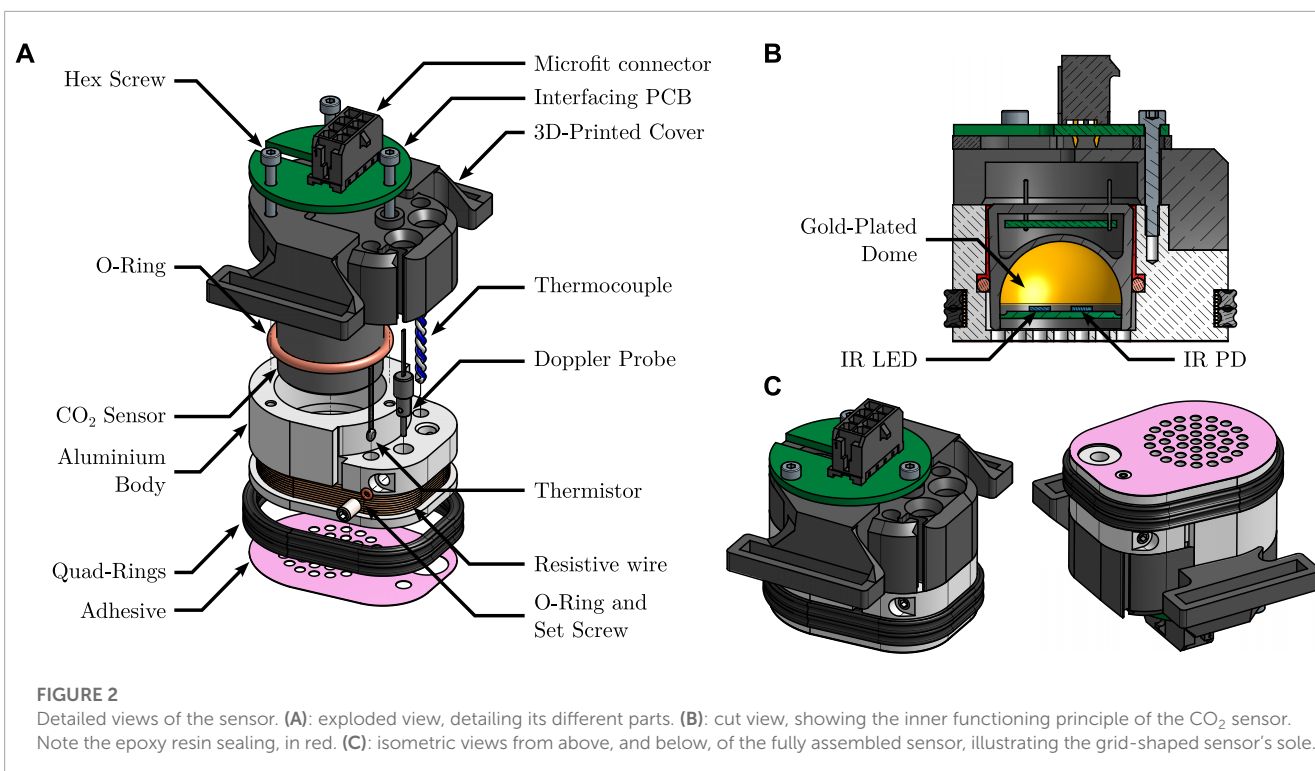 A
Hex Screw
Microfit connector
Interfacing PCB
3D-Printed Cover
O-Ring
Thermocouple
Doppler Probe
CO₂ Sensor
Aluminium
Body
Thermistor
Quad-Rings
Resistive wire
Adhesive
O-Ring and
Set Screw
B
Gold-Plated
Dome
IR LED
IR PD
C
FIGURE 2
Detailed views of the sensor. (A): exploded view, detailing its different parts. (B): cut view, showing the inner functioning principle of the CO₂ sensor.
Note the epoxy resin sealing, in red. (C): isometric views from above, and below, of the fully assembled sensor, illustrating the grid-shaped sensor's sole.